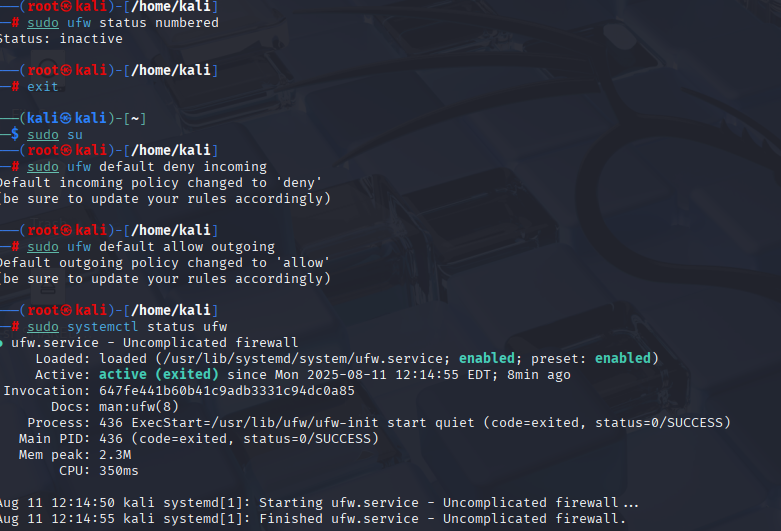 ──(root㉿kali)-[/home/kali]
─# sudo ufw status numbered
Status: inactive
──(root㉿kali)-[/home/kali]
─# exit
──(kali㉿kali)-[~]
─$ sudo su
──(root㉿kali)-[/home/kali]
─# sudo ufw default deny incoming
Default incoming policy changed to 'deny'
(be sure to update your rules accordingly)
──(root㉿kali)-[/home/kali]
─# sudo ufw default allow outgoing
Default outgoing policy changed to 'allow'
(be sure to update your rules accordingly)
──(root㉿kali)-[/home/kali]
─# sudo systemctl status ufw
● ufw.service - Uncomplicated firewall
Loaded: loaded (/usr/lib/systemd/system/ufw.service; enabled; preset: enabled)
Active: active (exited) since Mon 2025-08-11 12:14:55 EDT; 8min ago
Invocation: 647fe441b60b41c9adb3331c94dc0a85
Docs: man:ufw(8)
Process: 436 ExecStart=/usr/lib/ufw/ufw-init start quiet (code=exited, status=0/SUCCESS)
Main PID: 436 (code=exited, status=0/SUCCESS)
Mem peak: 2.3M
CPU: 350ms
Aug 11 12:14:50 kali systemd[1]: Starting ufw.service - Uncomplicated firewall...
Aug 11 12:14:55 kali systemd[1]: Finished ufw.service - Uncomplicated firewall.